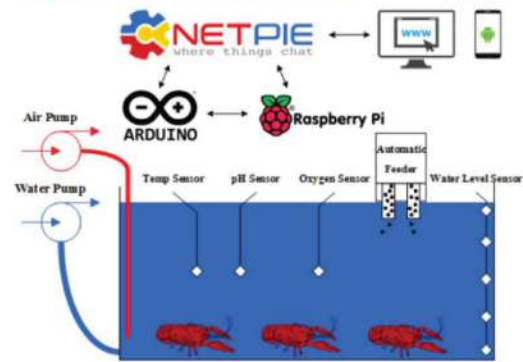 NETPIE
where things chat
www
ARDUINO
Raspberry Pi
Air Pump
Water Pump
Automatic
Feeder
Temp Sensor
pH Sensor
Oxygen Sensor
Water Level Sensor